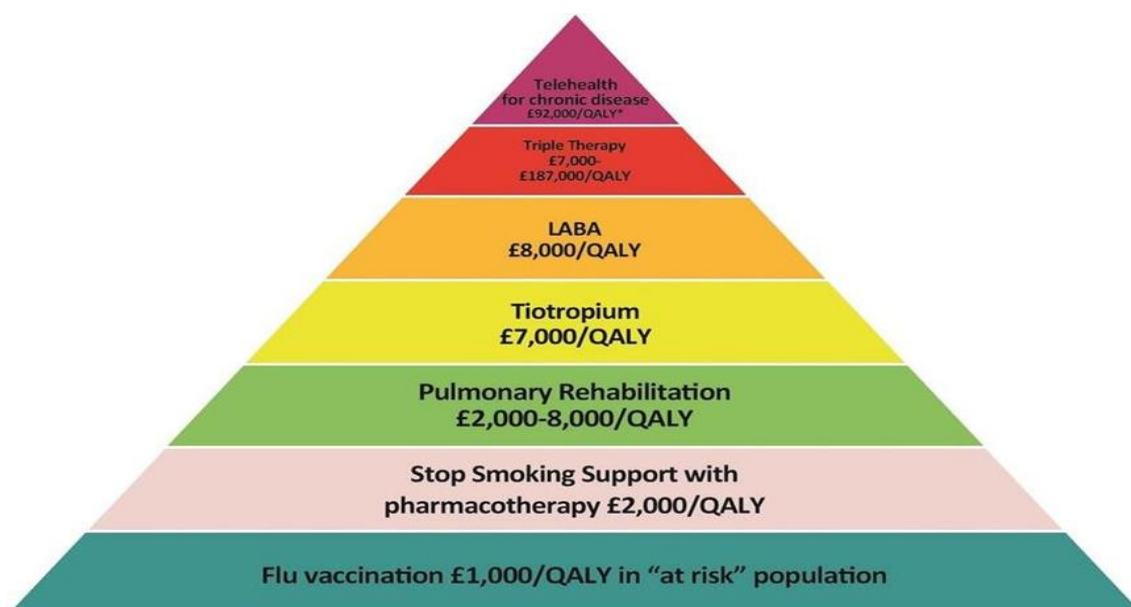 Telehealth
for chronic disease
£92,000/QALY*
Triple Therapy
£7,000-
£187,000/QALY
LABA
£8,000/QALY
Tiotropium
£7,000/QALY
Pulmonary Rehabilitation
£2,000-8,000/QALY
Stop Smoking Support with
pharmacotherapy £2,000/QALY
Flu vaccination £1,000/QALY in “at risk” population